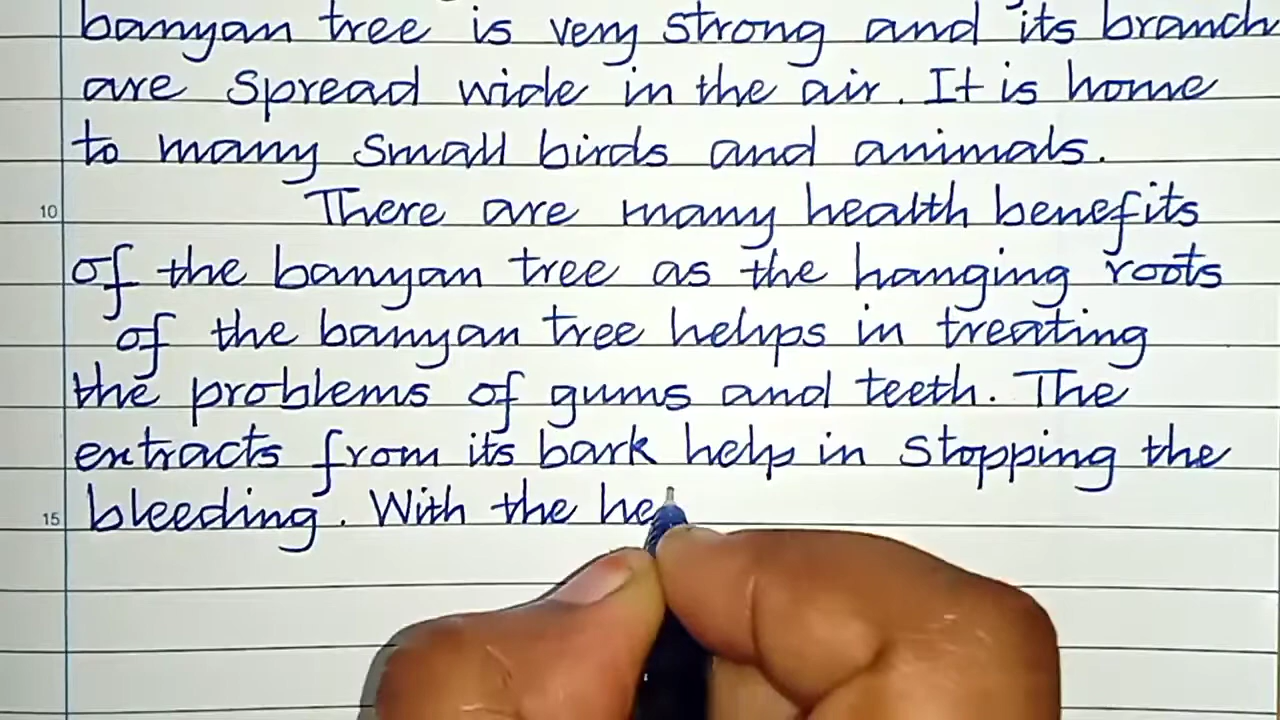 banyan tree is very strong and its branch
are spread wide in the air. It is home
to many small birds and animals.
10 There are many health benefits
of the banyan tree as the hanging roots
of the banyan tree helps in treating
the problems of gums and teeth. The
extracts from its bark help in stopping the
15 bleeding. With the he